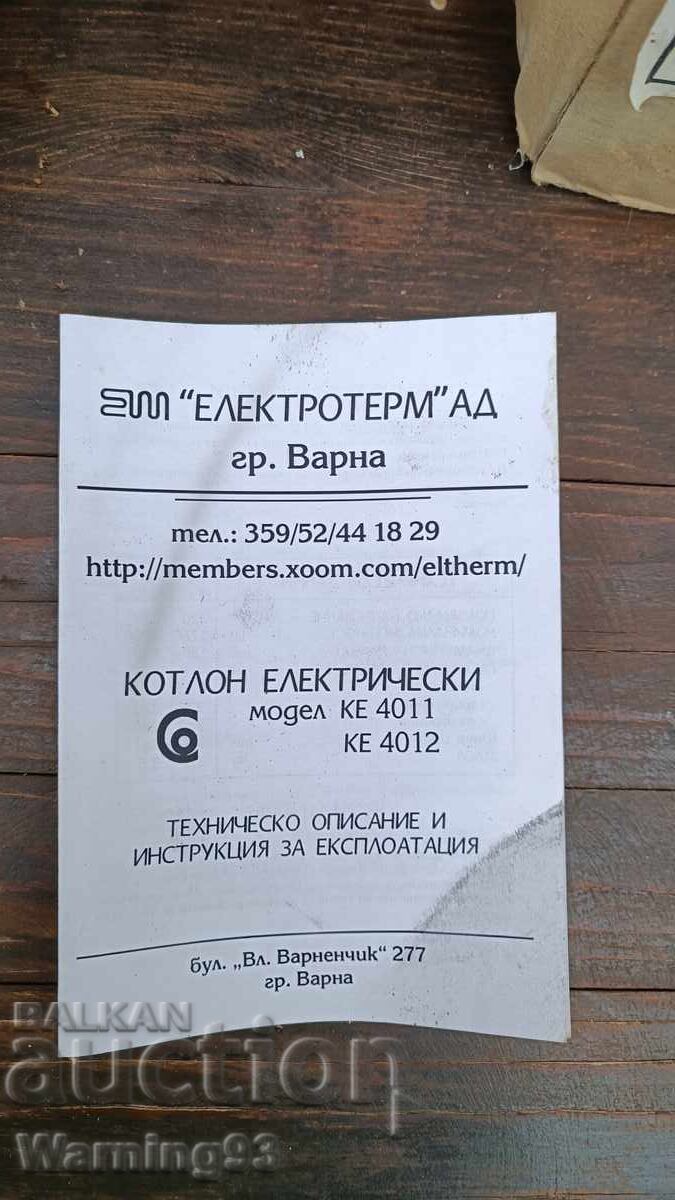 "ЕЛЕКТРОТЕРМ" АД
гр. Варна
тел.: 359/52/44 18 29
http://members.xoom.com/eltherm/
КОТЛОН ЕЛЕКТРИЧЕСКИ
модел КЕ 4011
КЕ 4012
ТЕХНИЧЕСКО ОПИСАНИЕ И
ИНСТРУКЦИЯ ЗА ЕКСПЛОАТАЦИЯ
бул. „Вл. Варненчик“ 277
гр. Варна
BALKAN
auction
Warning93